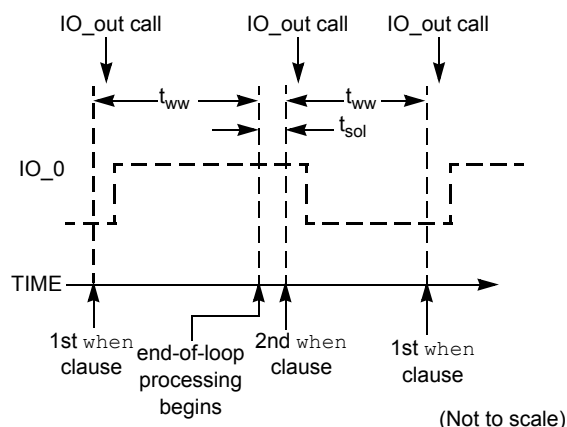 IO_out call IO_out call IO_out call
tww tww
tsol
IO_0
TIME
1st when clause
end-of-loop processing begins
2nd when clause
1st when clause
(Not to scale)